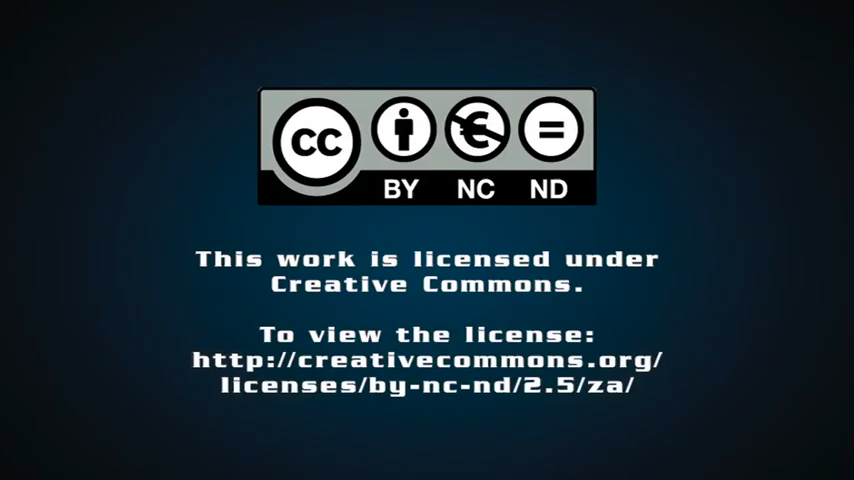 CC
BY NC ND
This work is licensed under
Creative Commons.
To view the license:
http://creativecommons.org/
licenses/by-nc-nd/2.5/za/